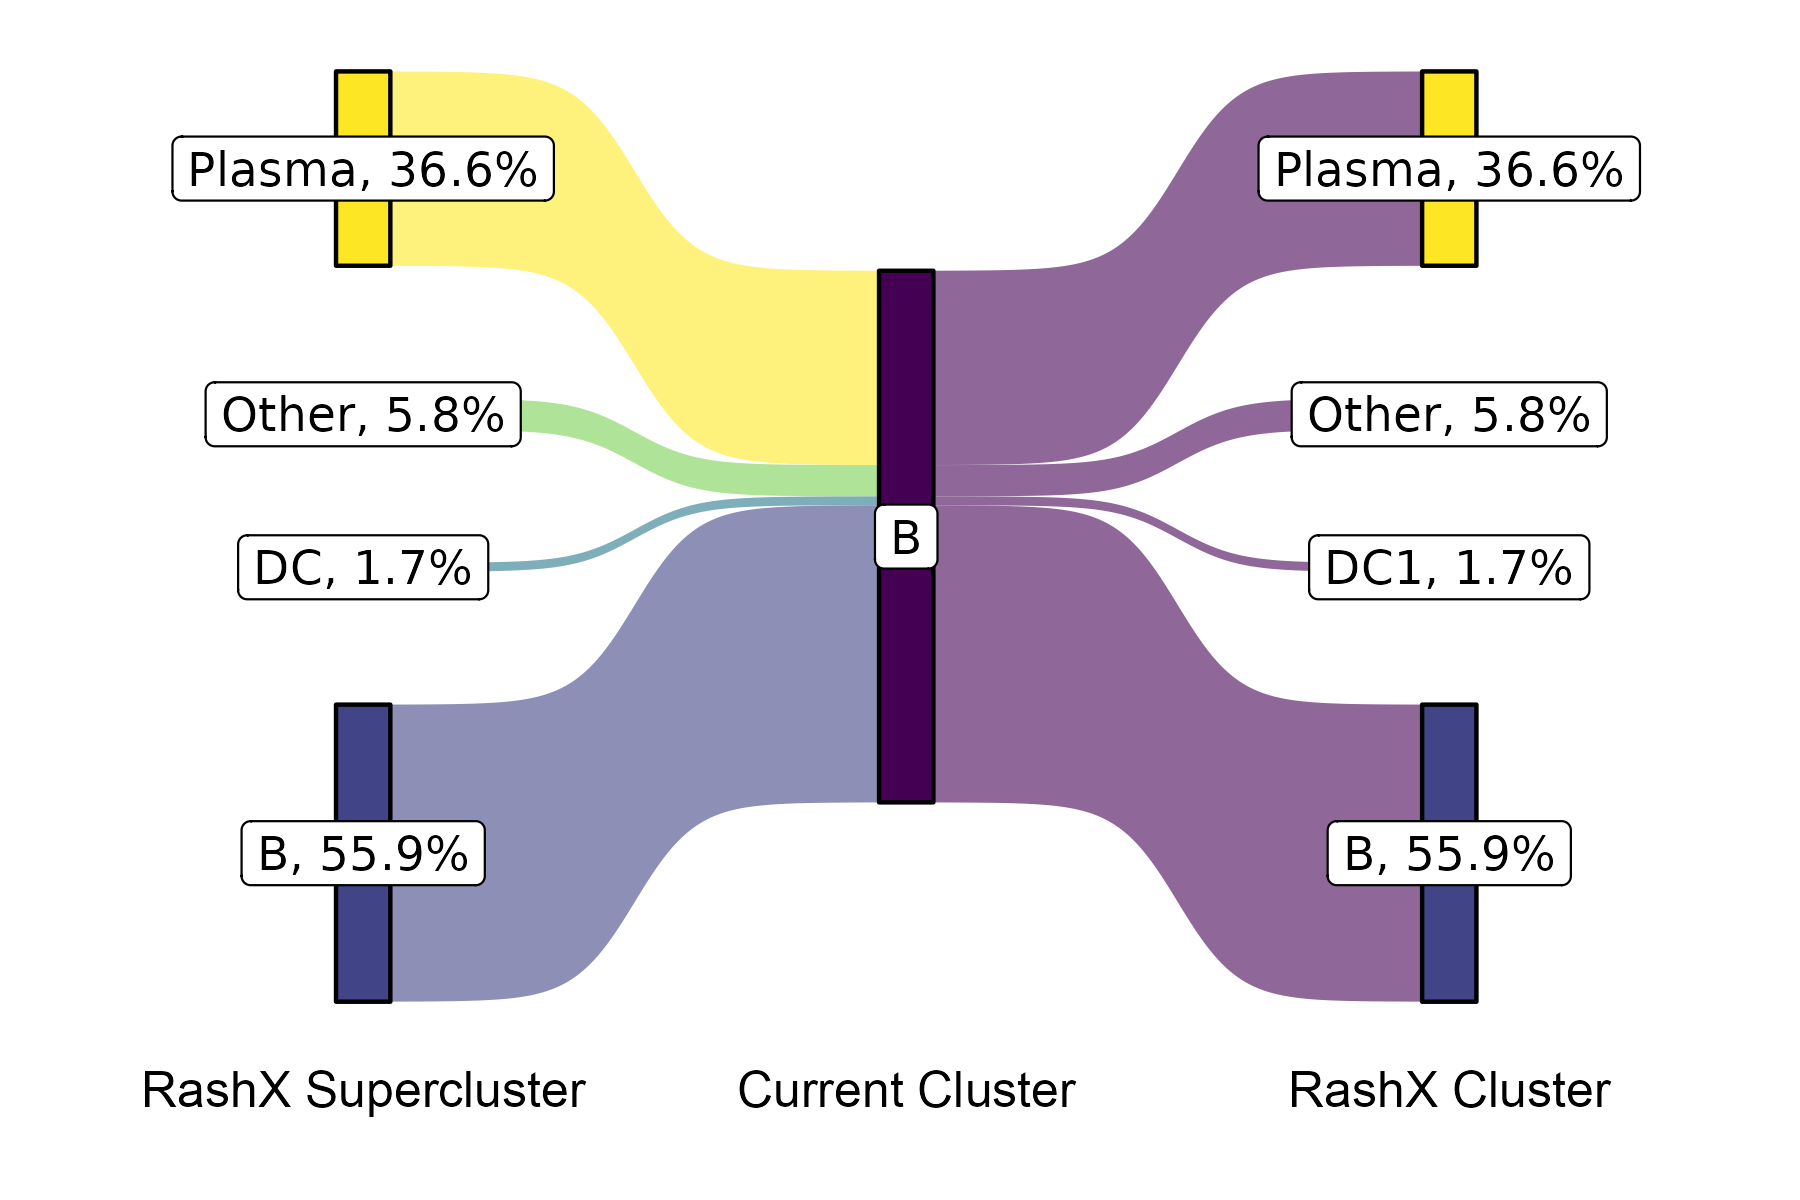 Plasma, 36.6%
Plasma, 36.6%
Other, 5.8%
Other, 5.8%
B
DC, 1.7%
DC1, 1.7%
B, 55.9%
B, 55.9%
RashX Supercluster
Current Cluster
RashX Cluster